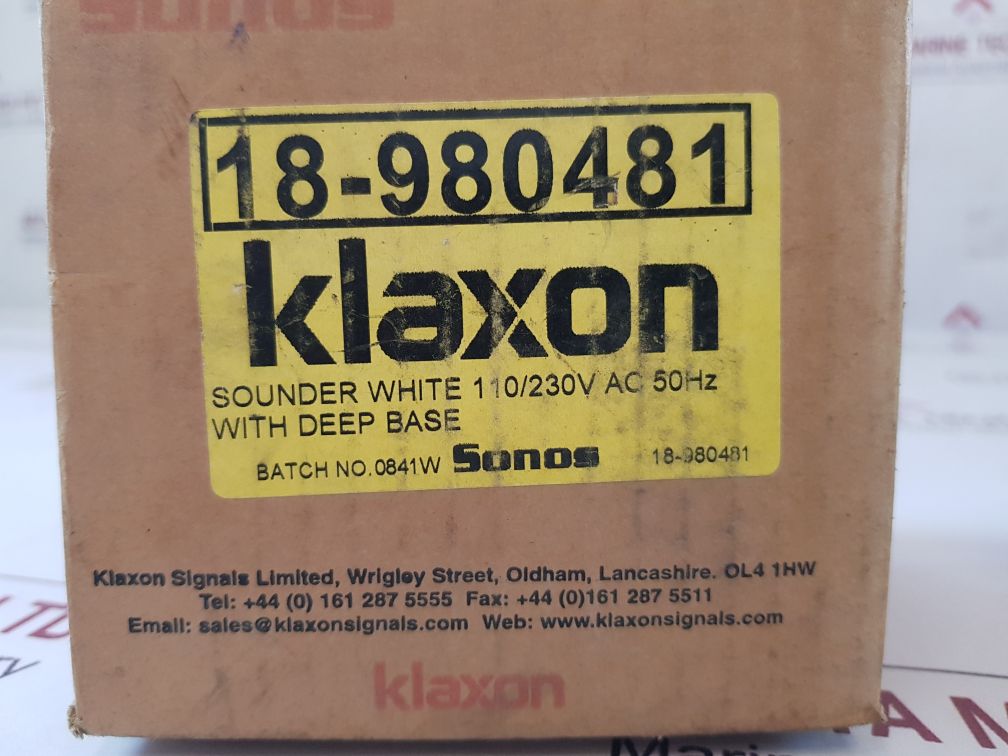 Sonos
18-980481
klaxon
SOUNDER WHITE 110/230V AC 50Hz
WITH DEEP BASE
BATCH NO.0841W Sonos 18-980481
Klaxon Signals Limited, Wrigley Street, Oldham, Lancashire. OL4 1HW
Tel: +44 (0) 161 287 5555 Fax: +44 (0)161 287 5511
Email: sales@klaxonsignals.com Web: www.klaxonsignals.com
klaxon